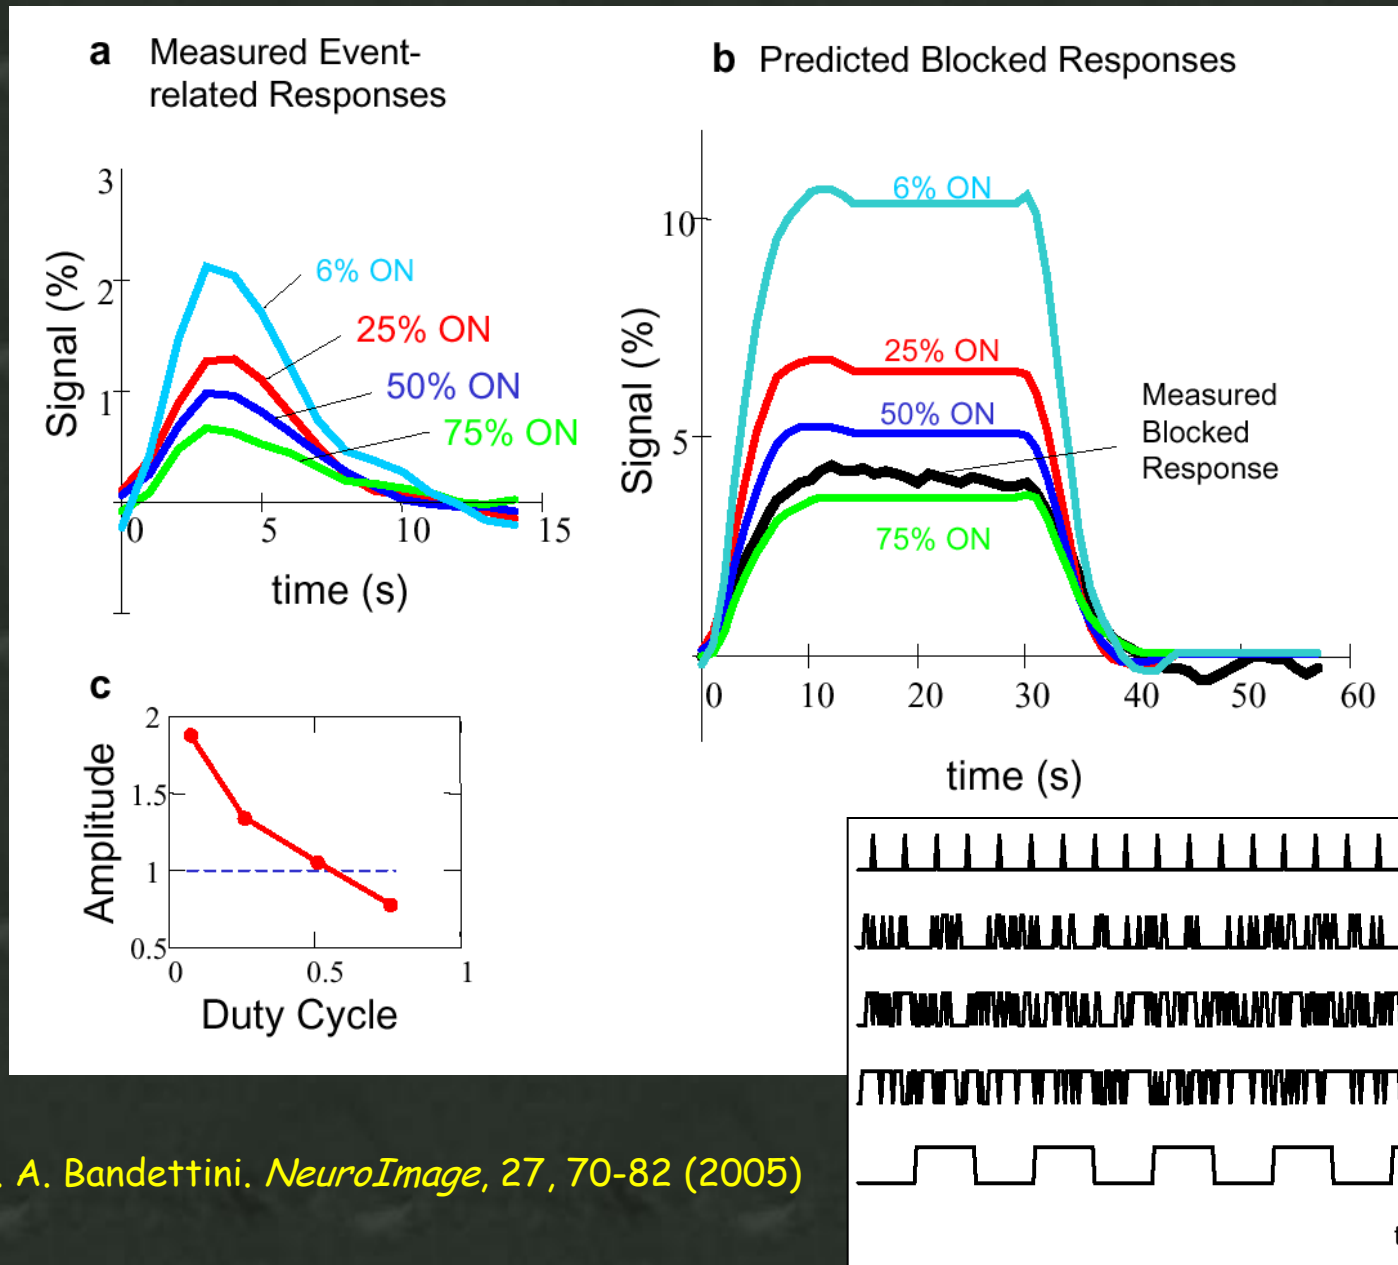 a Measured Event-
related Responses
3
2
1
Signal (%)
6% ON
25% ON
50% ON
75% ON
0 5 10 15
time (s)
b Predicted Blocked Responses
10
5
Signal (%)
6% ON
25% ON
50% ON
75% ON
Measured
Blocked
Response
0 10 20 30 40 50 60
time (s)
c
2
1.5
1
0.5
Amplitude
0 0.5 1
Duty Cycle
. A. Bandettini. NeuroImage, 27, 70-82 (2005)
t